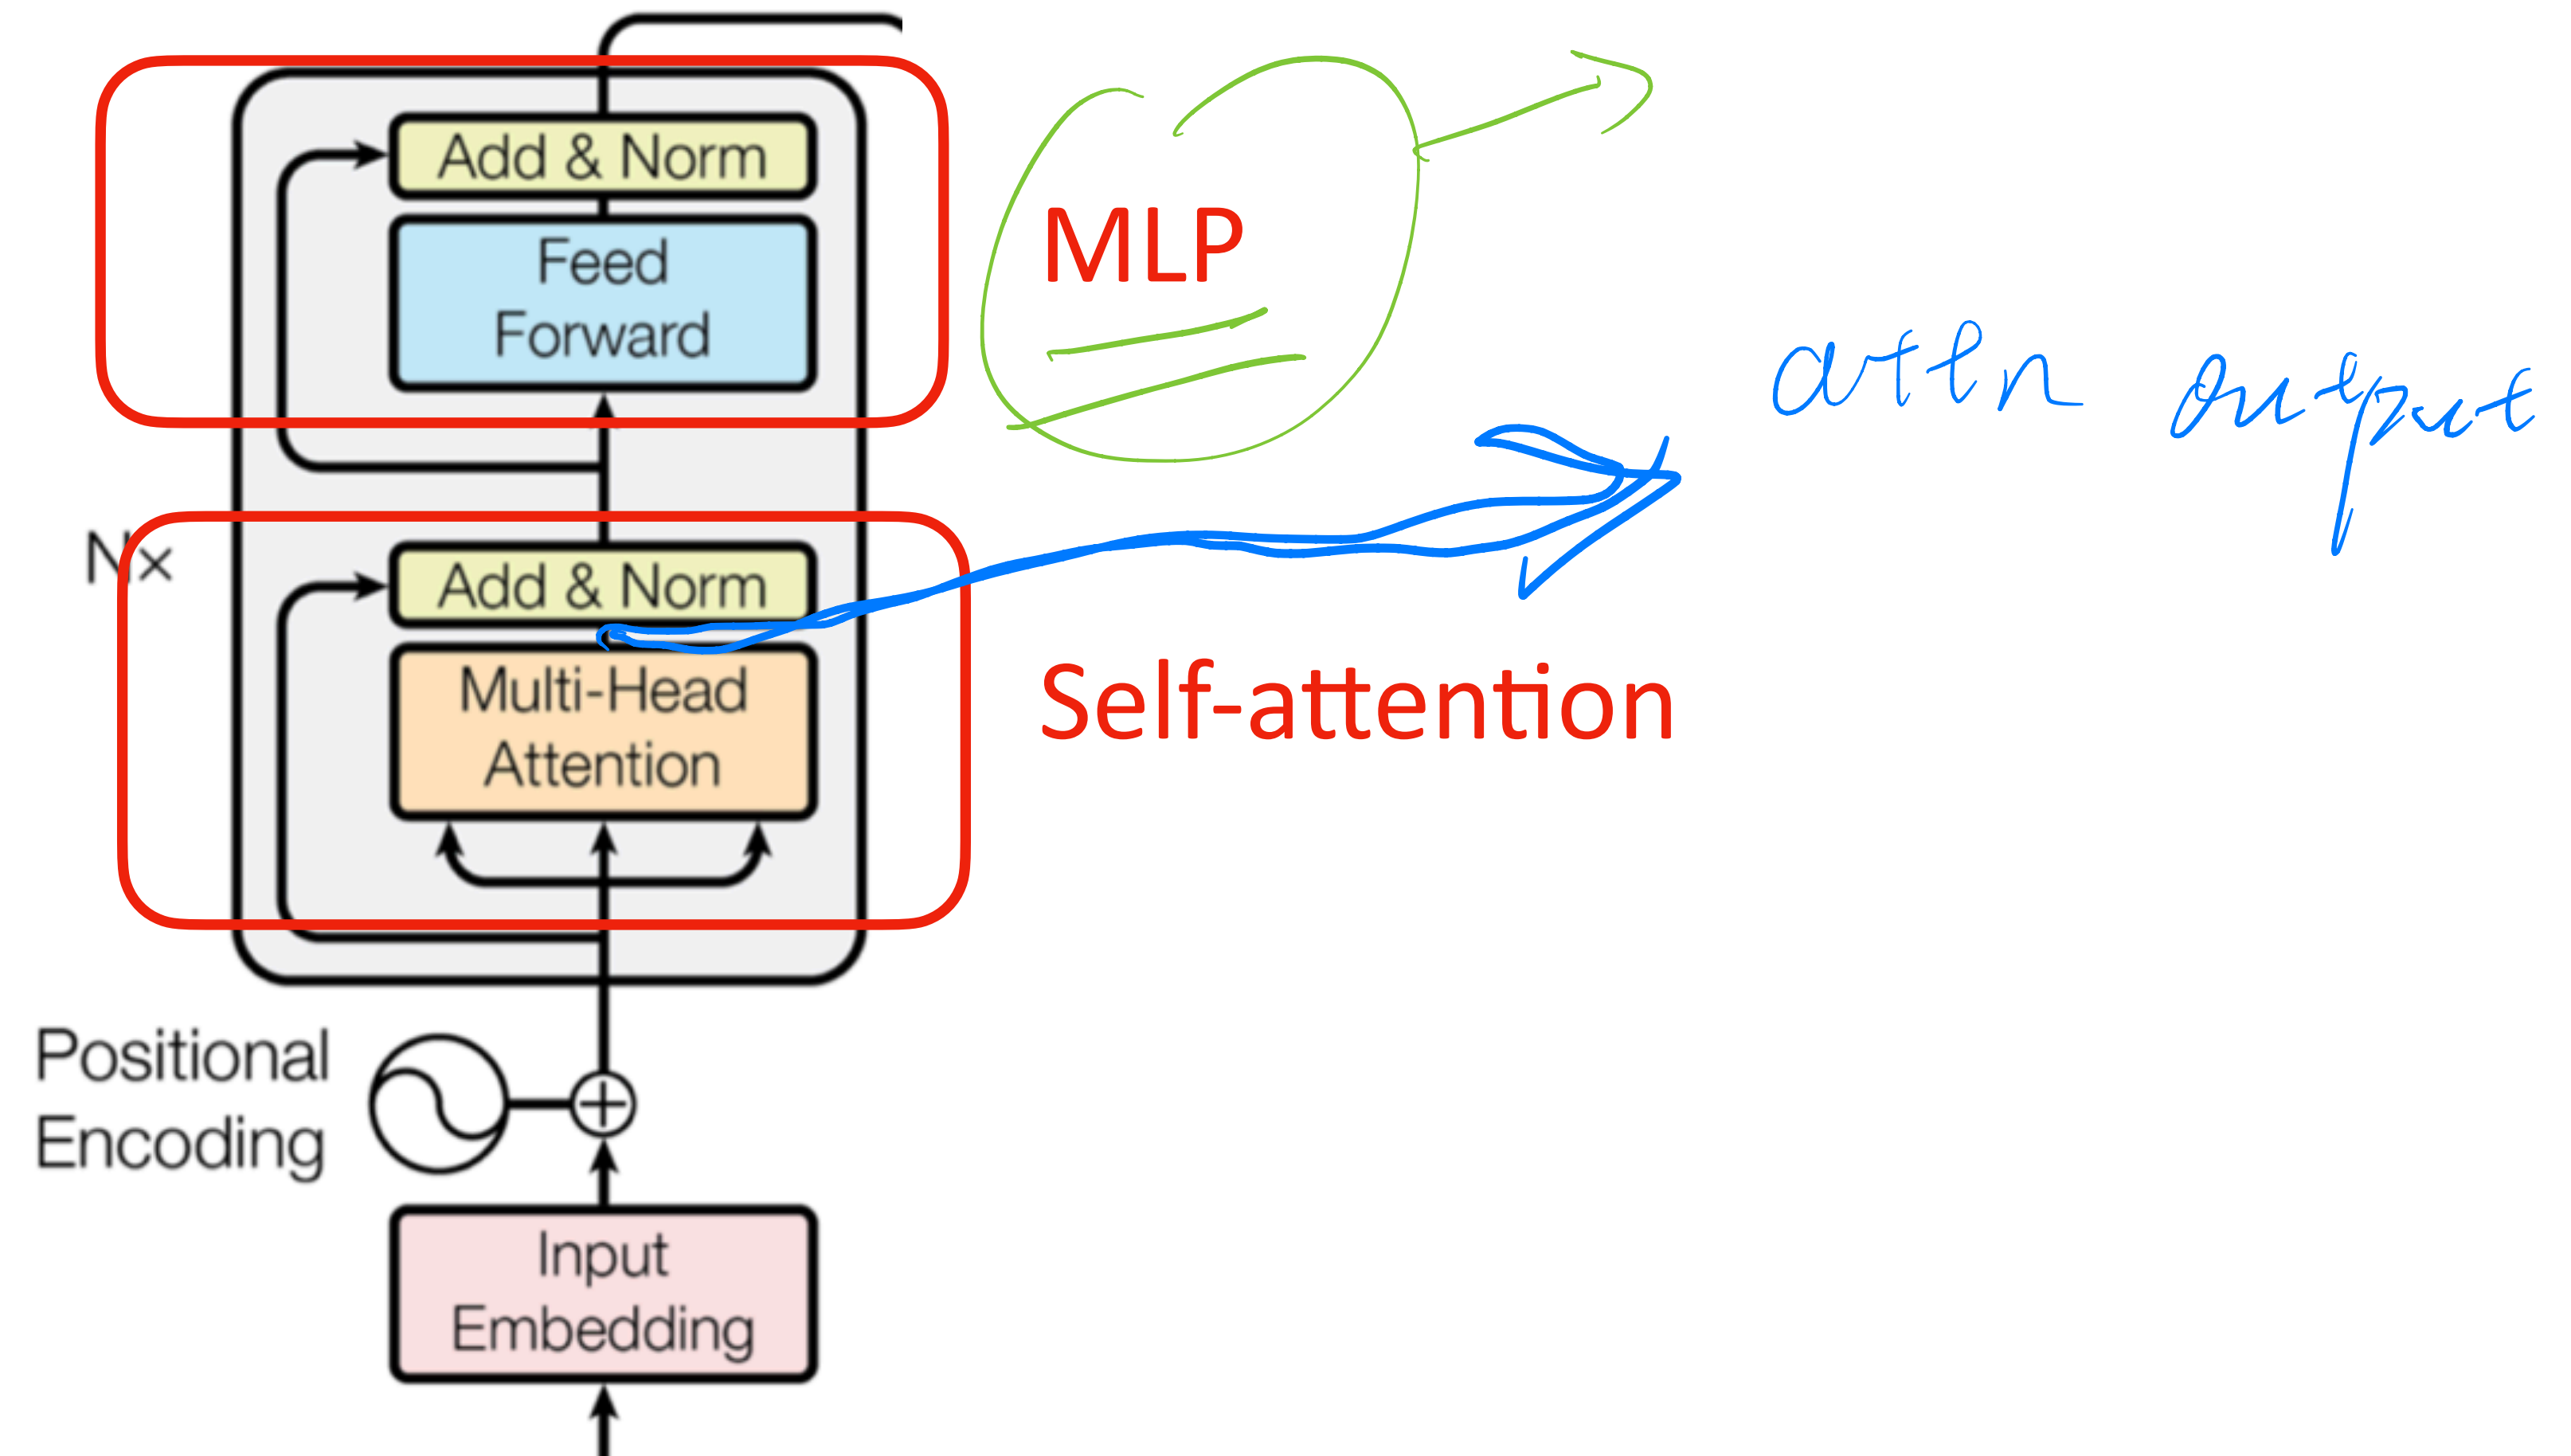 Add & Norm
Feed
Forward
MLP
attn output
Nx
Add & Norm
Multi-Head
Attention
Self-attention
Positional
Encoding
Input
Embedding